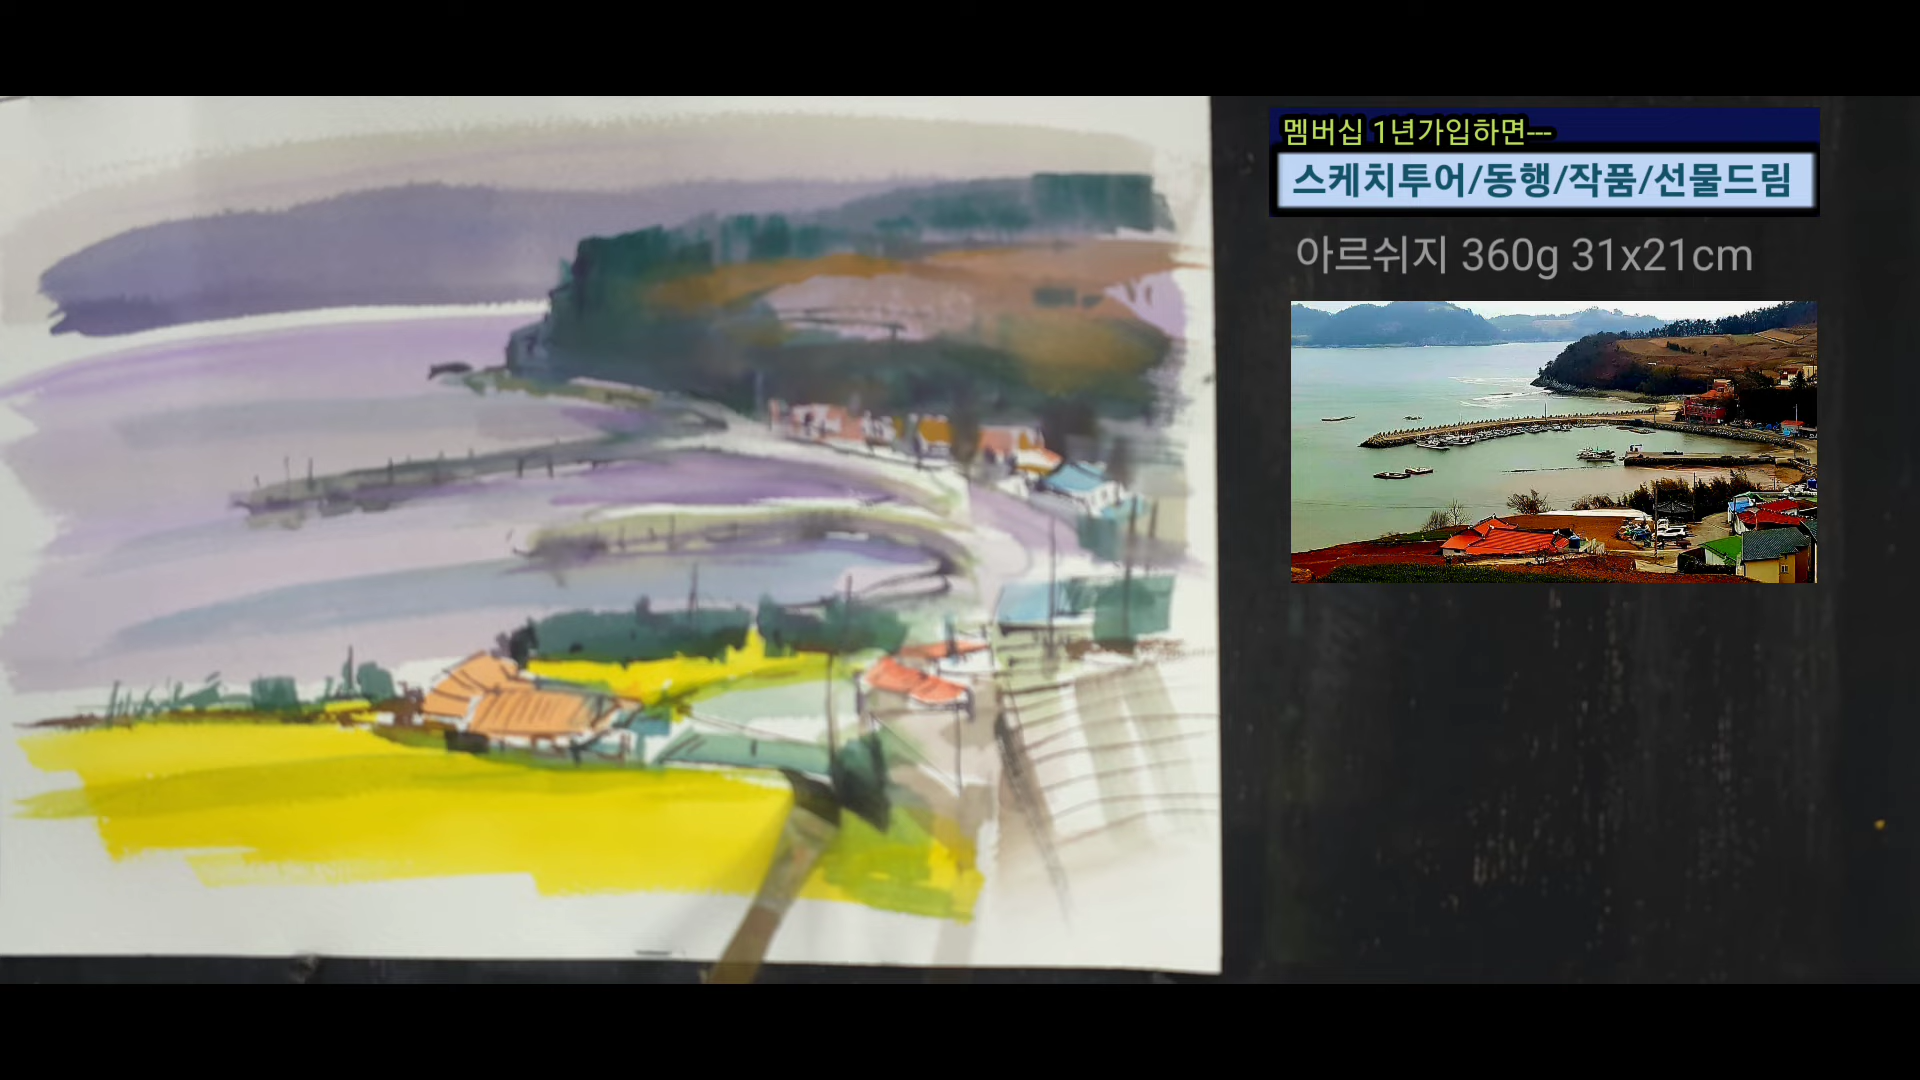 멤버십 1년가입하면---
스케치투어/동행/작품/선물드림
아르쉬지 360g 31x21cm